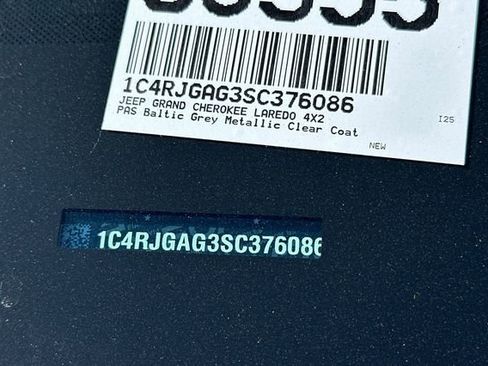 1C4RJGAG3SC376086
JEEP GRAND CHEROKEE LAREDO 4X2
PAS Baltic Grey Metallic Clear Coat
I25
NEW
1C4RJGAG3SC376086